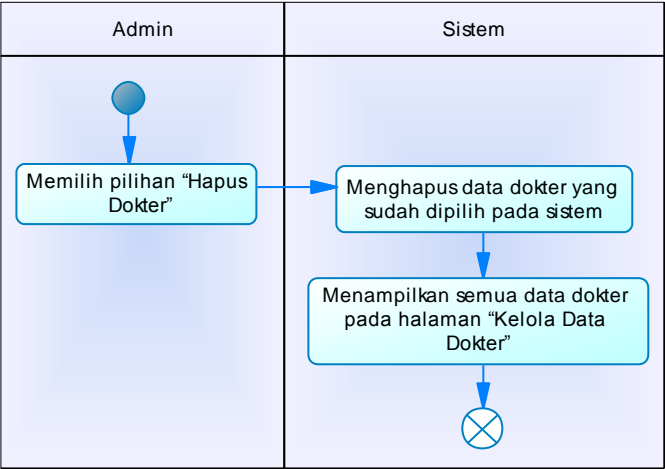 Admin
Sistem
Memilih pilihan “Hapus
Dokter”
Menghapus data dokter yang
sudah dipilih pada sistem
Menampilkan semua data dokter
pada halaman “Kelola Data
Dokter”